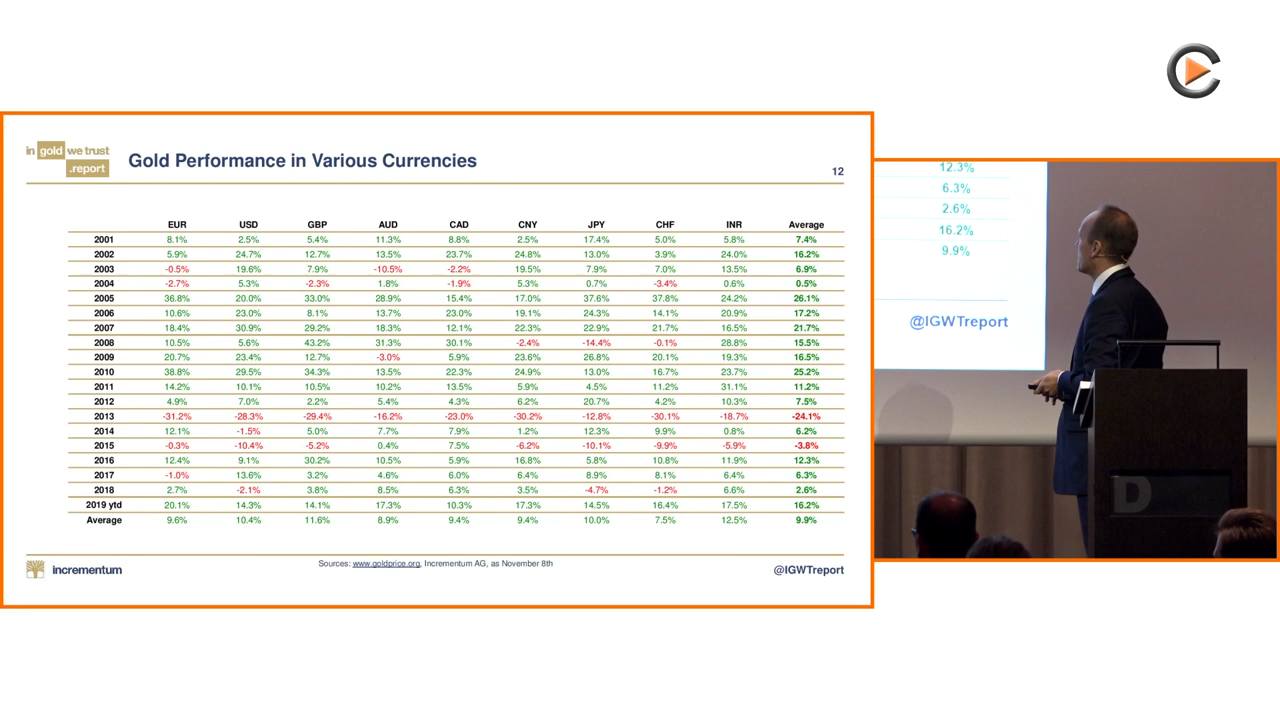 in gold we trust
.report
Gold Performance in Various Currencies
12
EUR USD GBP AUD CAD CNY JPY CHF INR Average
2001 8.1% 2.5% 5.4% 11.3% 8.8% 2.5% 17.4% 5.0% 5.8% 7.4%
2002 5.9% 24.7% 12.7% 13.5% 23.7% 24.8% 13.0% 3.9% 24.0% 16.2%
2003 -0.5% 19.6% 7.9% -10.5% -2.2% 19.5% 7.9% 7.0% 13.5% 6.9%
2004 -2.7% 5.3% -2.3% 1.8% -1.9% 5.3% 0.7% -3.4% 0.6% 0.5%
2005 36.8% 20.0% 33.0% 28.9% 15.4% 17.0% 37.6% 37.8% 24.2% 26.1%
2006 10.6% 23.0% 8.1% 13.7% 23.0% 19.1% 24.3% 14.1% 20.9% 17.2%
2007 18.4% 30.9% 29.2% 18.3% 12.1% 22.3% 22.9% 21.7% 16.5% 21.7%
2008 10.5% 5.6% 43.2% 31.3% 30.1% -2.4% -14.4% -0.1% 28.8% 15.5%
2009 20.7% 23.4% 12.7% -3.0% 5.9% 23.6% 26.8% 20.1% 19.3% 16.5%
2010 38.8% 29.5% 34.3% 13.5% 22.3% 24.9% 13.0% 16.7% 23.7% 25.2%
2011 14.2% 10.1% 10.5% 10.2% 13.5% 5.9% 4.5% 11.2% 31.1% 11.2%
2012 4.9% 7.0% 2.2% 5.4% 4.3% 6.2% 20.7% 4.2% 10.3% 7.5%
2013 -31.2% -28.3% -29.4% -16.2% -23.0% -30.2% -12.8% -30.1% -18.7% -24.1%
2014 12.1% -1.5% 5.0% 7.7% 7.9% 1.2% 12.3% 9.9% 0.8% 6.2%
2015 -0.3% -10.4% -5.2% 0.4% 7.5% -6.2% -10.1% -9.9% -5.9% -3.8%
2016 12.4% 9.1% 30.2% 10.5% 5.9% 16.8% 5.8% 10.8% 11.9% 12.3%
2017 -1.0% 13.6% 3.2% 4.6% 6.0% 6.4% 8.9% 8.1% 6.4% 6.3%
2018 2.7% -2.1% 3.8% 8.5% 6.3% 3.5% -4.7% -1.2% 6.6% 2.6%
2019 ytd 20.1% 14.3% 14.1% 17.3% 10.3% 17.3% 14.5% 16.4% 17.5% 16.2%
Average 9.6% 10.4% 11.6% 8.9% 9.4% 9.4% 10.0% 7.5% 12.5% 9.9%
Sources: www.goldprice.org, Incrementum AG, as November 8th
incrementum
@IGWTreport
12.3%
6.3%
2.6%
16.2%
9.9%
@IGWTreport
D